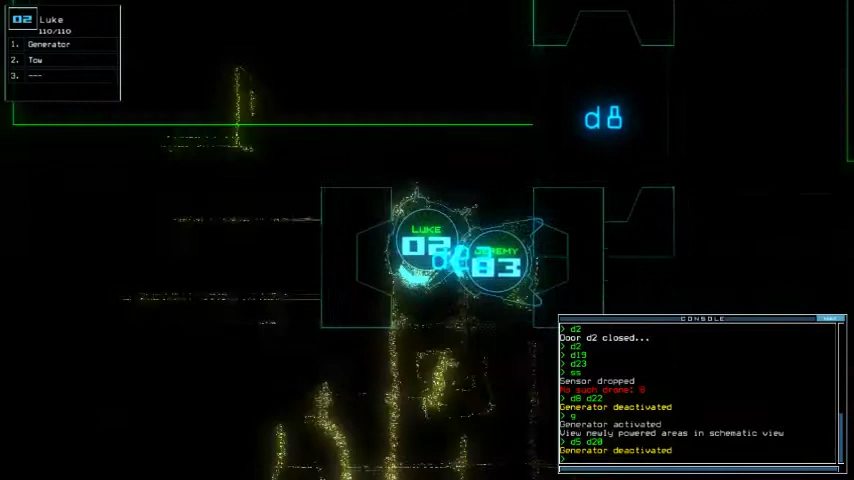 02 Luke
110/110
1. Generator
2. Tow
3. ---
d8
LUKE
02
JEREMY
03
CONSOLE
> d2
Door d2 closed...
> d2
> d19
> d23
> ss
Sensor dropped
No such drone: 8
> d8 d22
Generator deactivated
> g
Generator activated
View newly powered areas in schematic view
> d5 d20
Generator deactivated
>